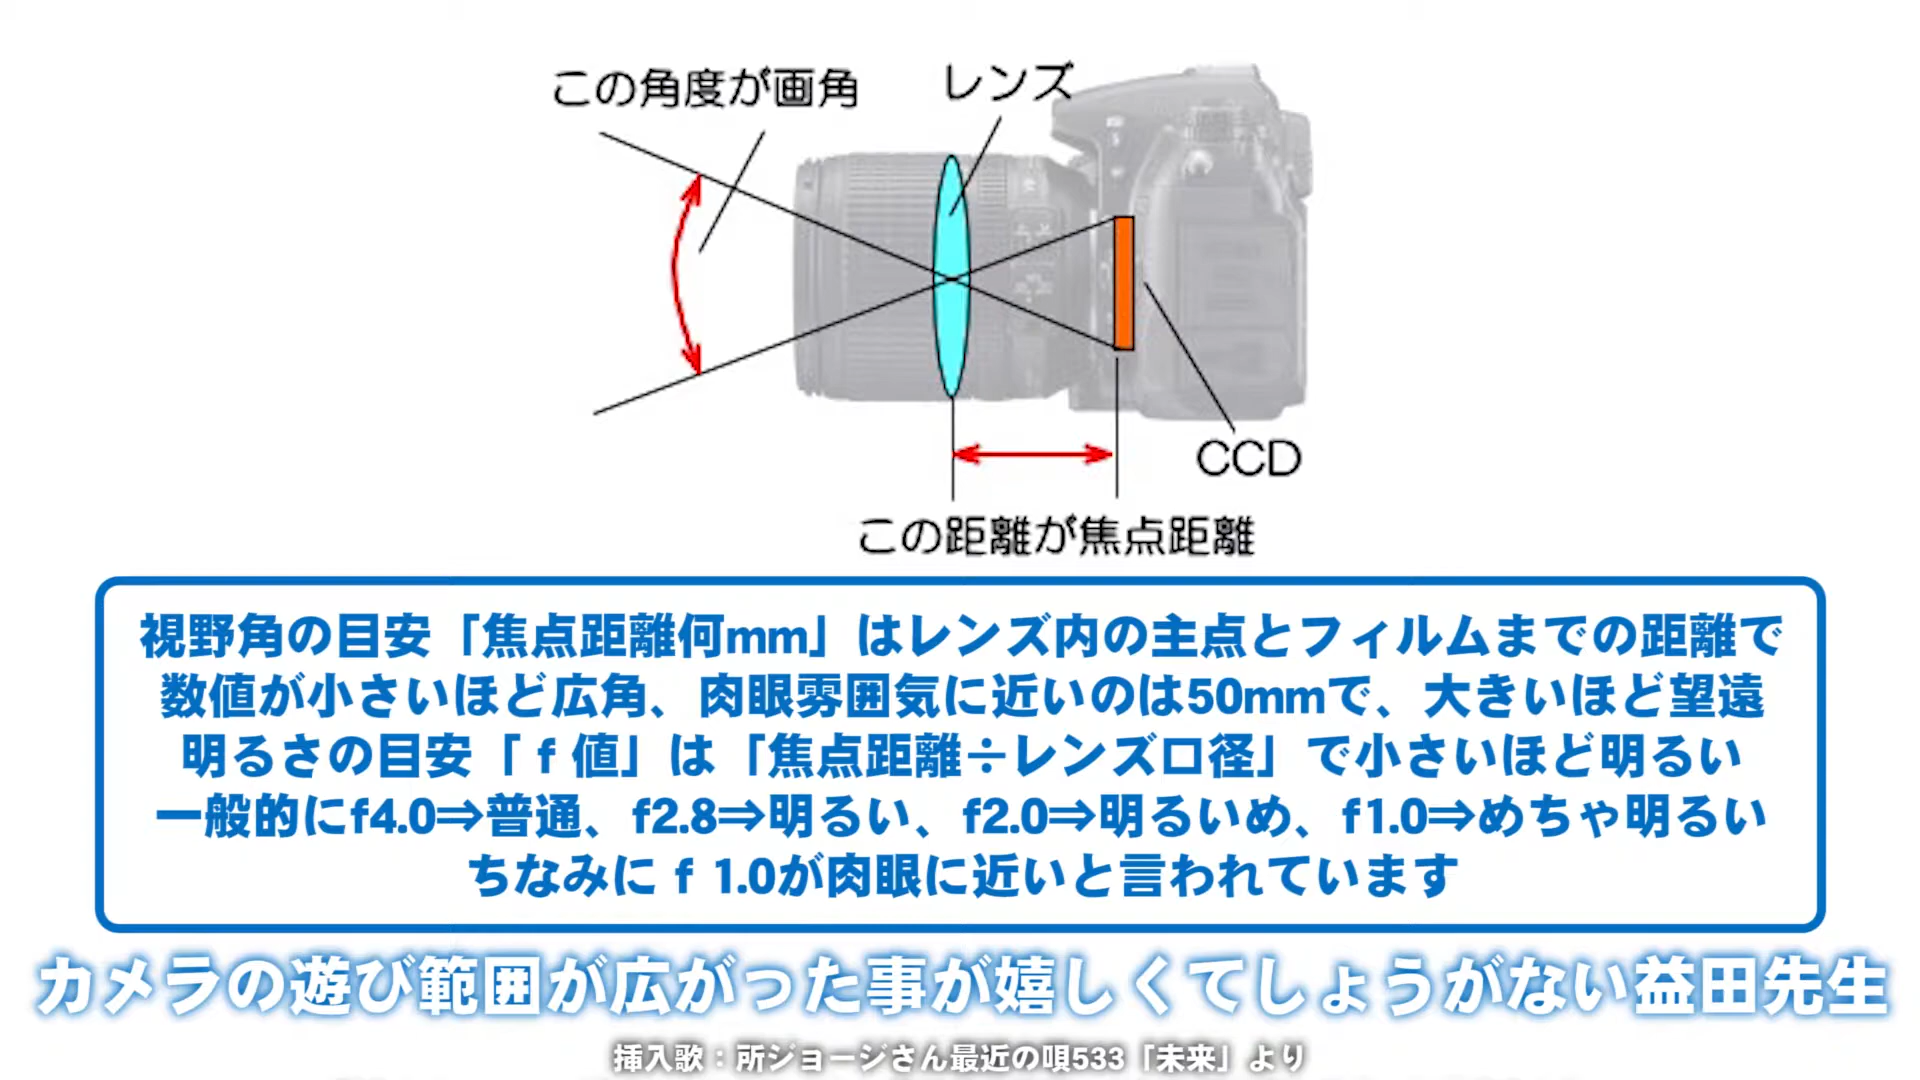 この角度が画角
レンズ
CCD
この距離が焦点距離
視野角の目安「焦点距離何mm」はレンズ内の主点とフィルムまでの距離で
数値が小さいほど広角、肉眼雰囲気に近いのは50mmで、大きいほど望遠
明るさの目安「ｆ値」は「焦点距離÷レンズ口径」で小さいほど明るい
一般的にf4.0⇒普通、f2.8⇒明るい、f2.0⇒明るいめ、f1.0⇒めちゃ明るい
ちなみにｆ1.0が肉眼に近いと言われています
カメラの遊び範囲が広がった事が嬉しくてしょうがない益田先生
挿入歌：所ジョージさん最近の唄533「未来」より